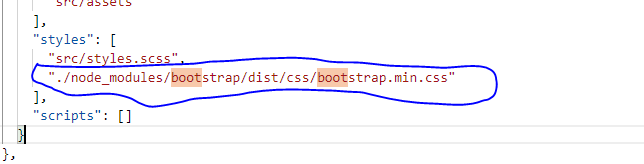 "src/assets"
],
"styles": [
"src/styles.scss",
"./node_modules/bootstrap/dist/css/bootstrap.min.css"
],
"scripts": []
}
},